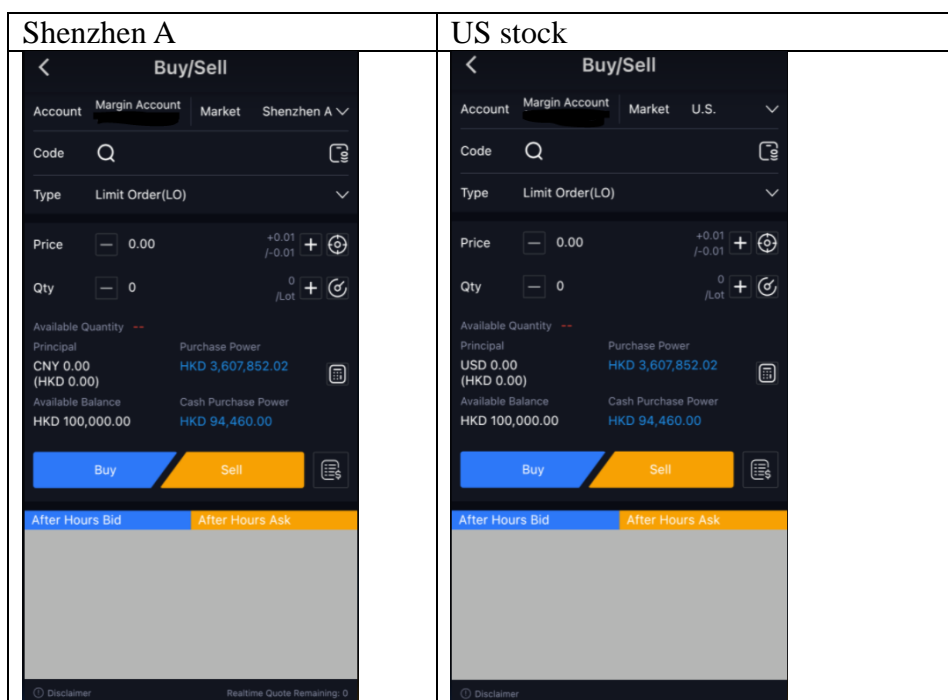 Shenzhen A
US stock
Buy/Sell
Account Margin Account Market Shenzhen A
Code
Type Limit Order(LO)
Price 0.00 +0.01
/-0.01
Qty 0 0
/Lot
Available Quantity --
Principal Purchase Power
CNY 0.00 HKD 3,607,852.02
(HKD 0.00)
Available Balance Cash Purchase Power
HKD 100,000.00 HKD 94,460.00
Buy Sell
After Hours Bid After Hours Ask
Disclaimer Realtime Quote Remaining: 0
Buy/Sell
Account Margin Account Market U.S.
Code
Type Limit Order(LO)
Price 0.00 +0.01
/-0.01
Qty 0 0
/Lot
Available Quantity --
Principal Purchase Power
USD 0.00 HKD 3,607,852.02
(HKD 0.00)
Available Balance Cash Purchase Power
HKD 100,000.00 HKD 94,460.00
Buy Sell
After Hours Bid After Hours Ask
Disclaimer